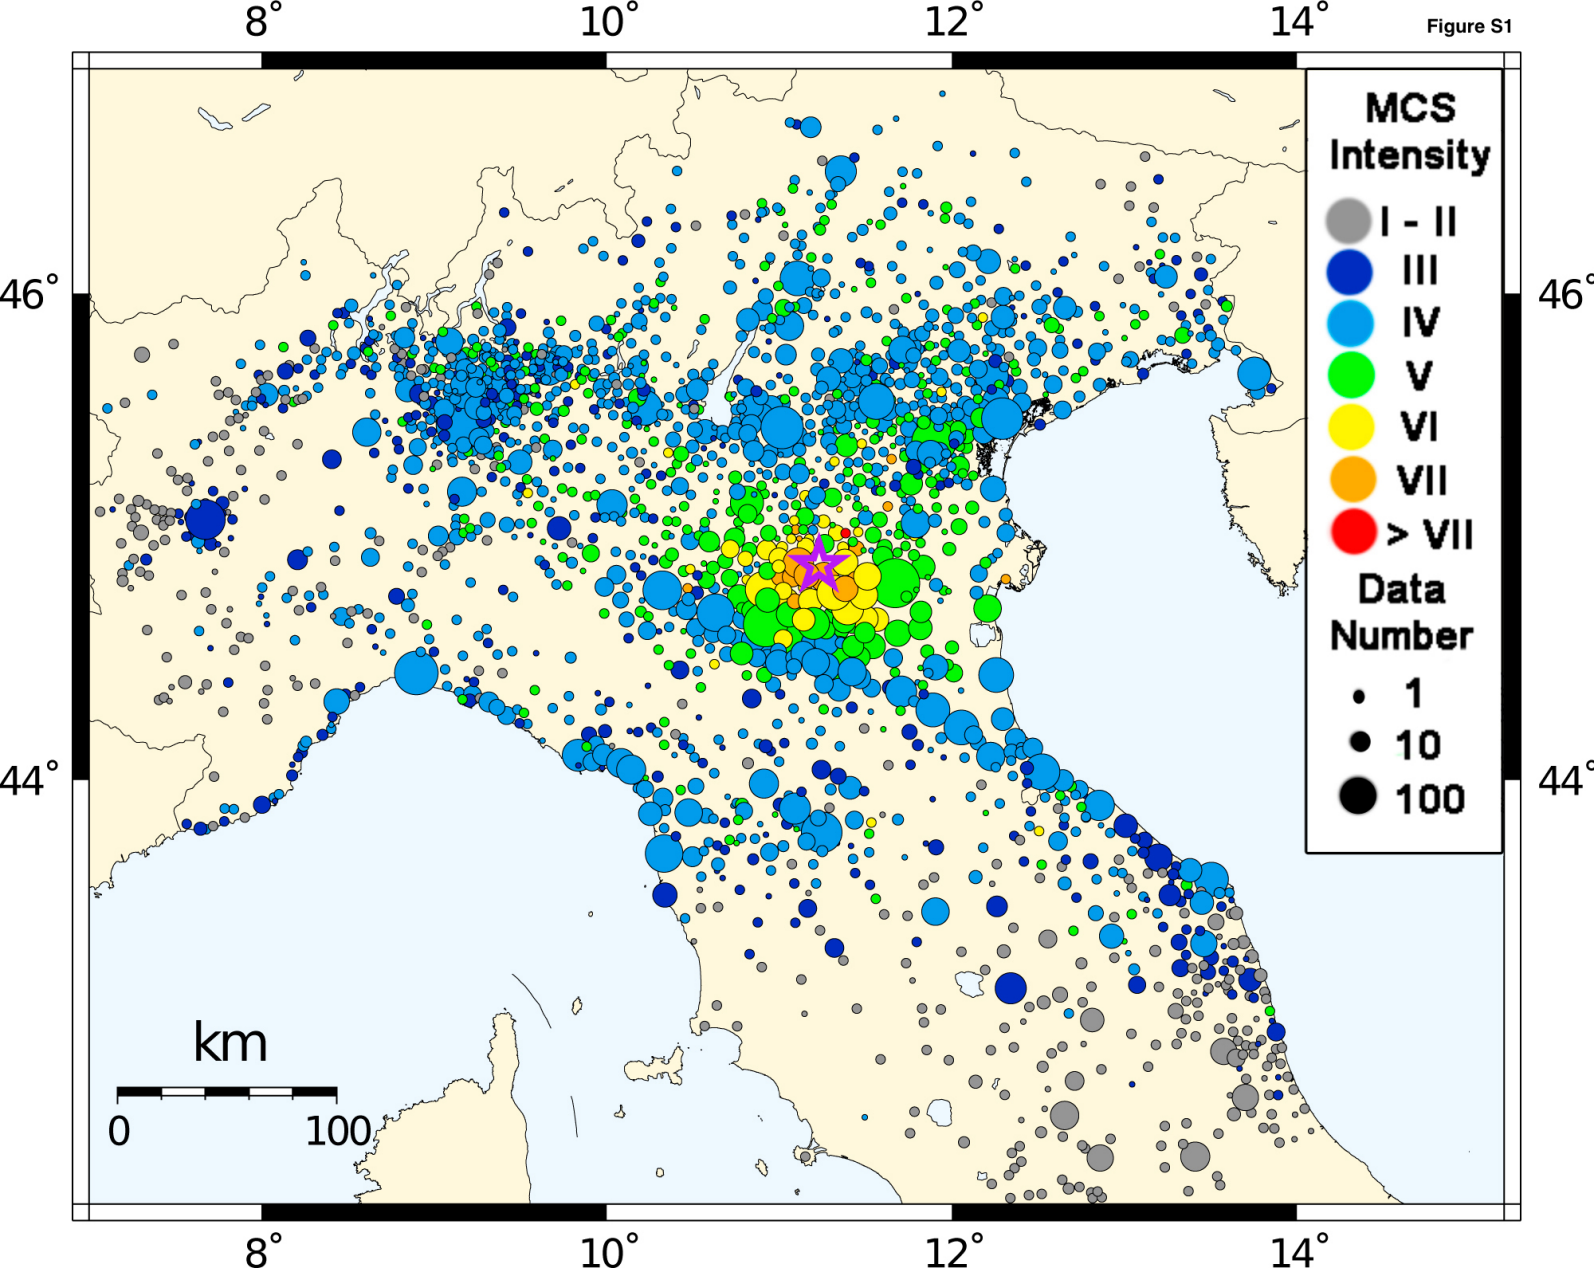 8° 10° 12° 14° Figure S1
MCS
Intensity
I - II
III
46° 46°
IV
V
VI
VII
> VII
Data
Number
1
10
44° 44°
100
km
0 100
8° 10° 12° 14°